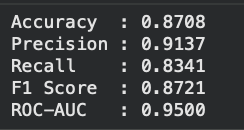 Accuracy  : 0.8708
Precision : 0.9137
Recall    : 0.8341
F1 Score  : 0.8721
ROC-AUC   : 0.9500